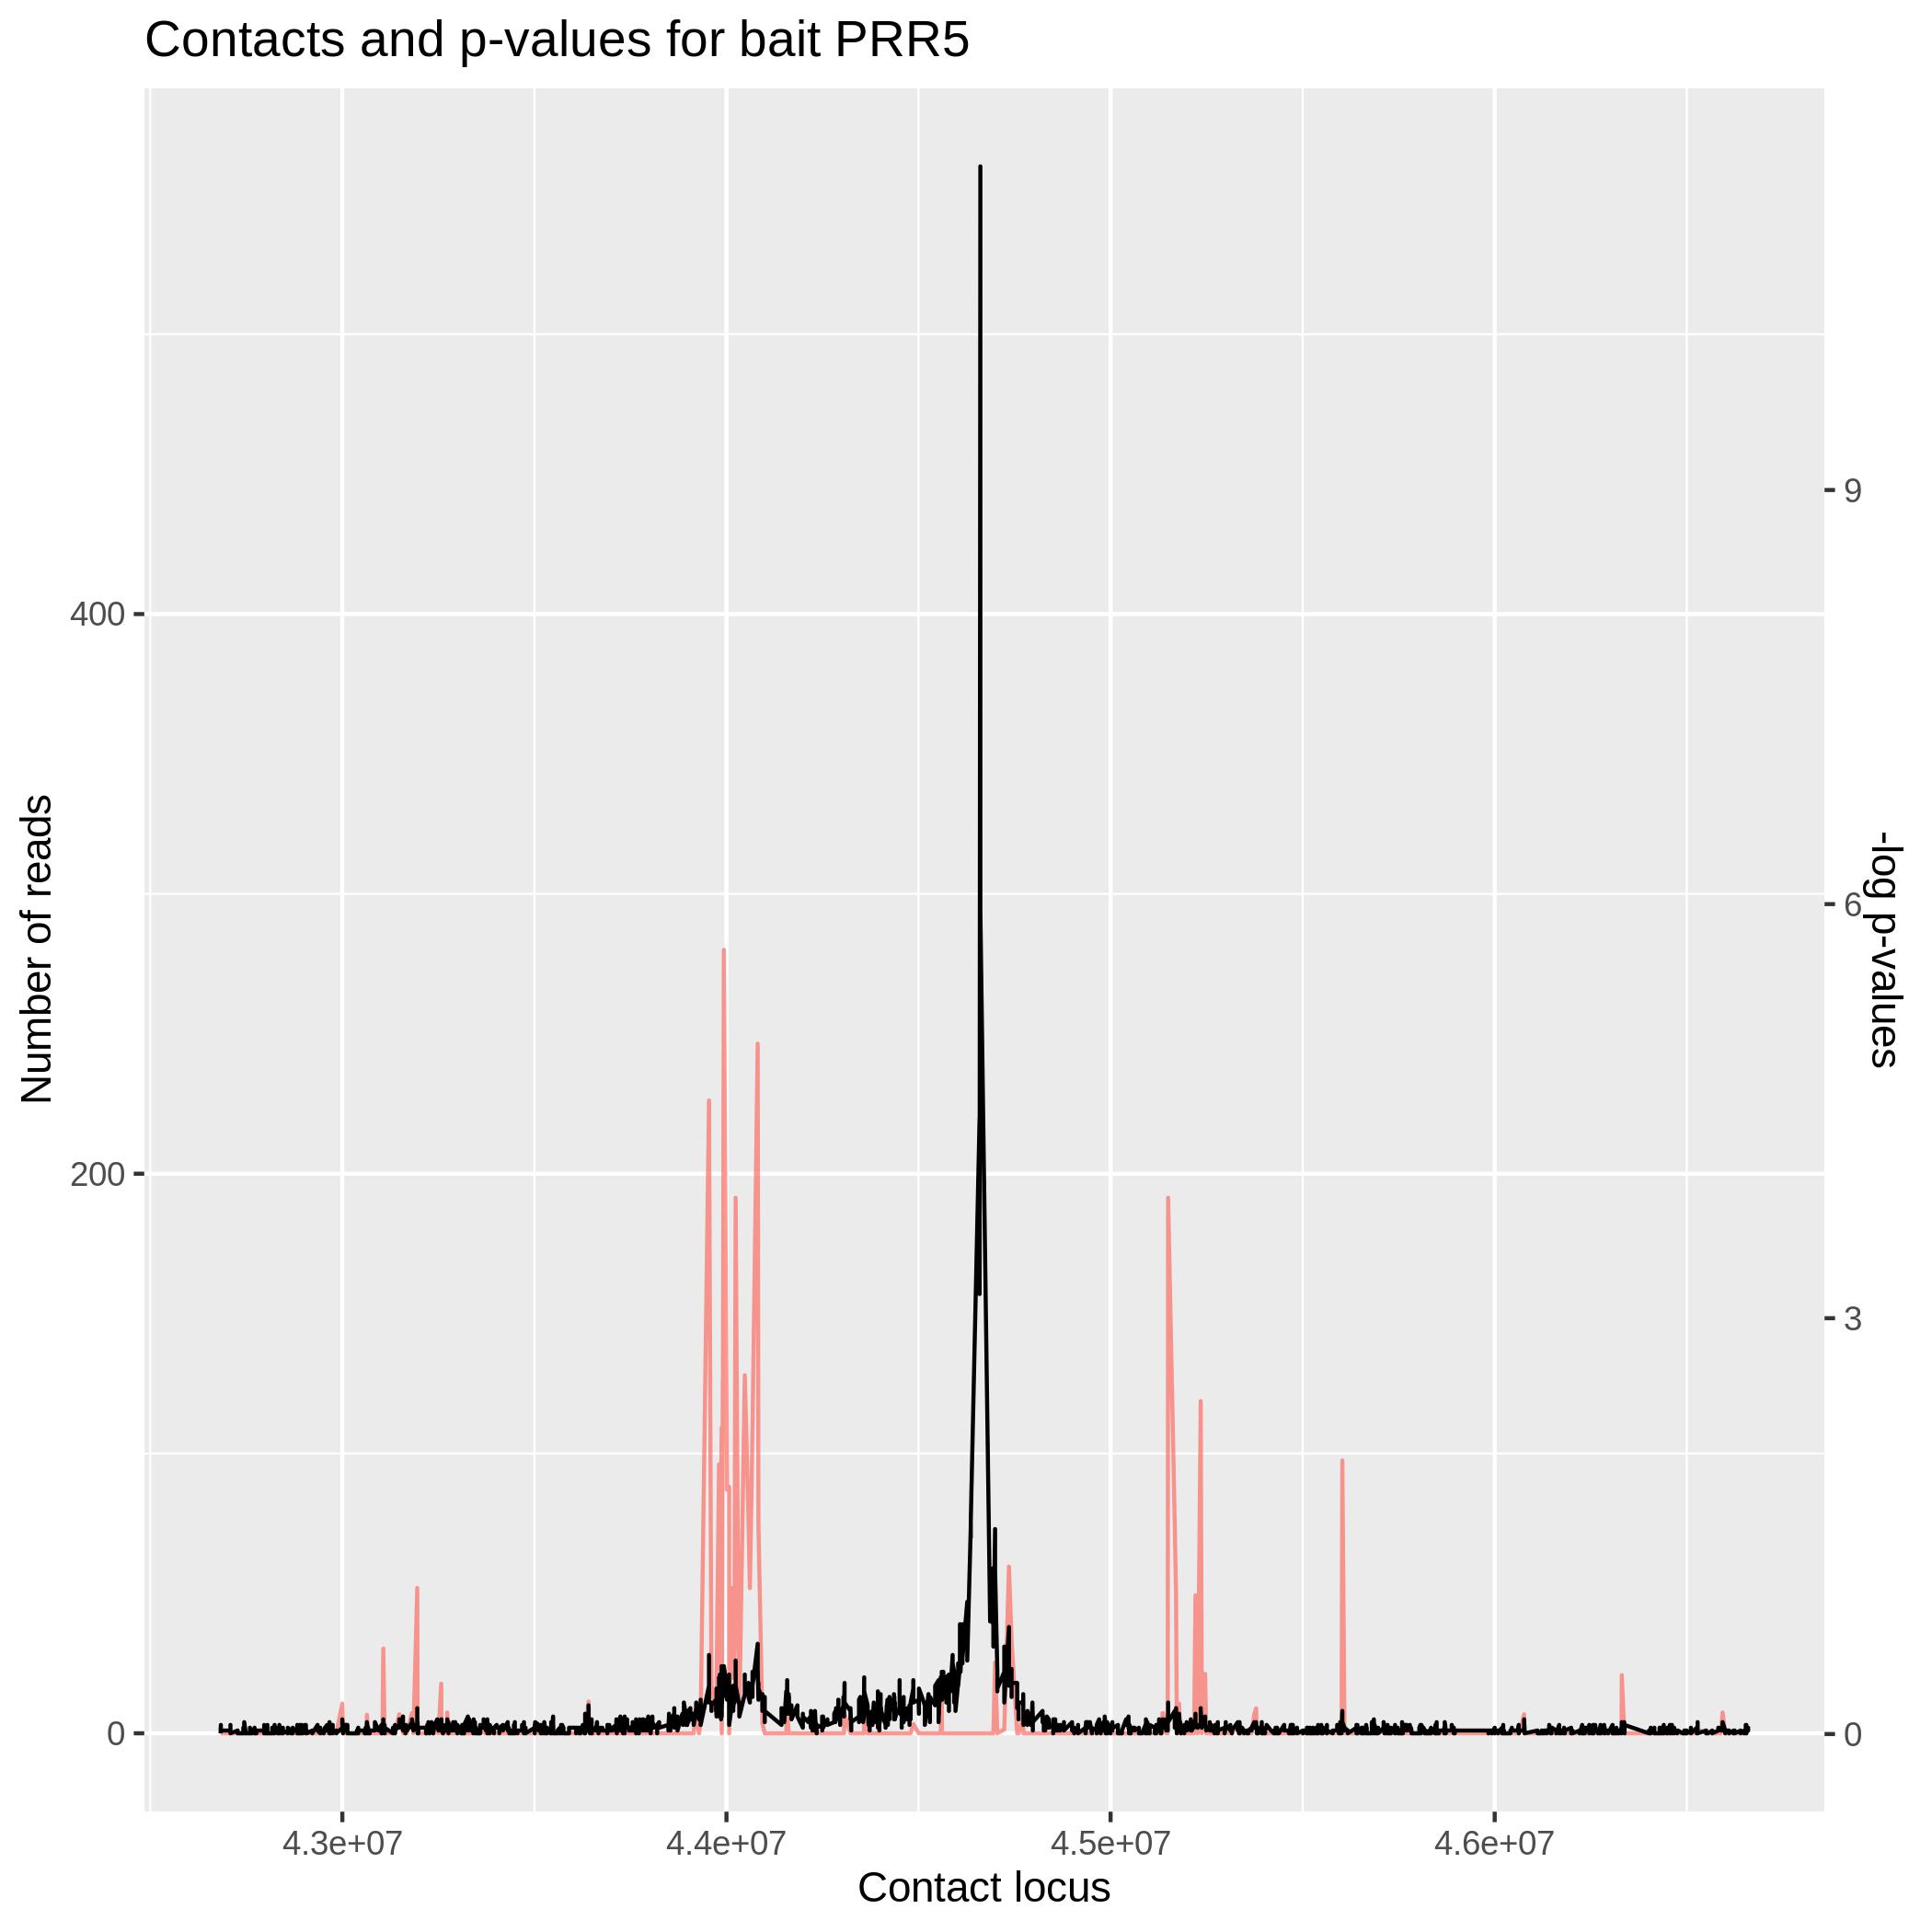 Contacts and p-values for bait PRR5
Number of reads
400
200
0
9
6
3
0
-log p-values
4.3e+07
4.4e+07
4.5e+07
4.6e+07
Contact locus